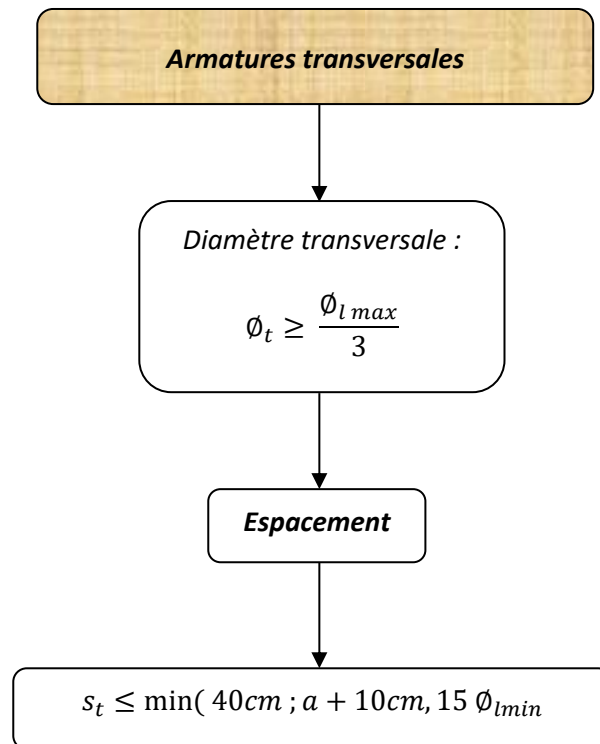 Armatures transversales
Diamètre transversale :
∅ₜ ≥ ∅_{l max} / 3
Espacement
sₜ ≤ min( 40cm ; a + 10cm, 15 ∅_{lmin}